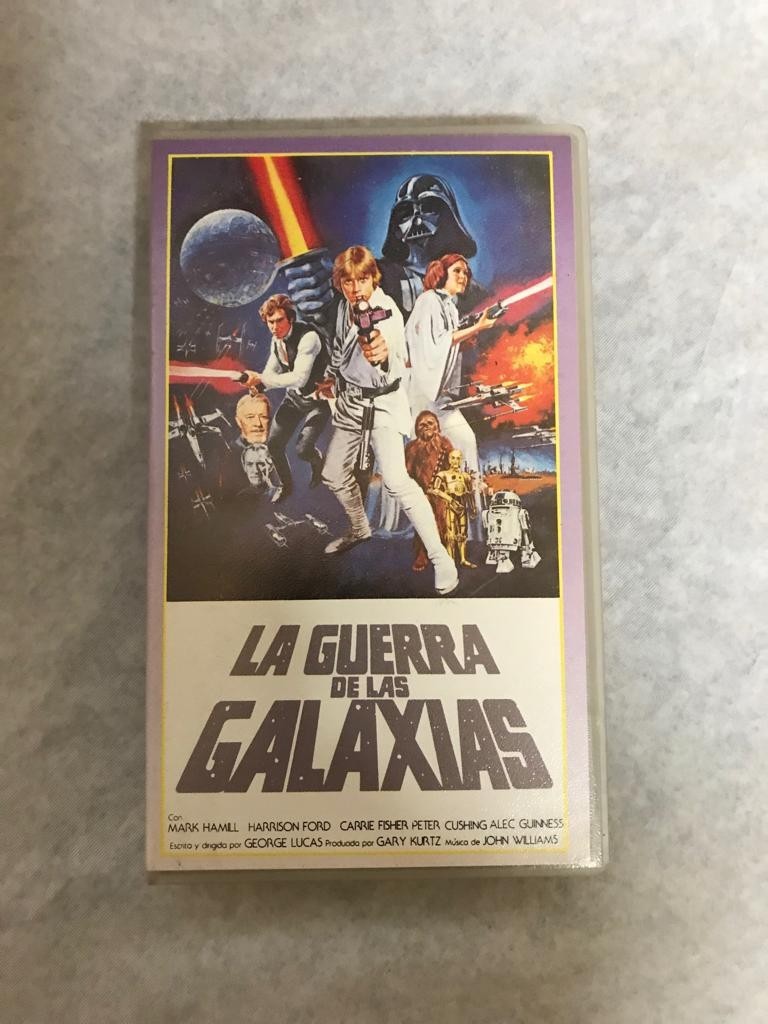 LA GUERRA
DE LAS
GALAXIAS
Con
MARK HAMILL HARRISON FORD CARRIE FISHER PETER CUSHING ALEC GUINNESS
Escrito y dirigido por GEORGE LUCAS Producida por GARY KURTZ Música de JOHN WILLIAMS